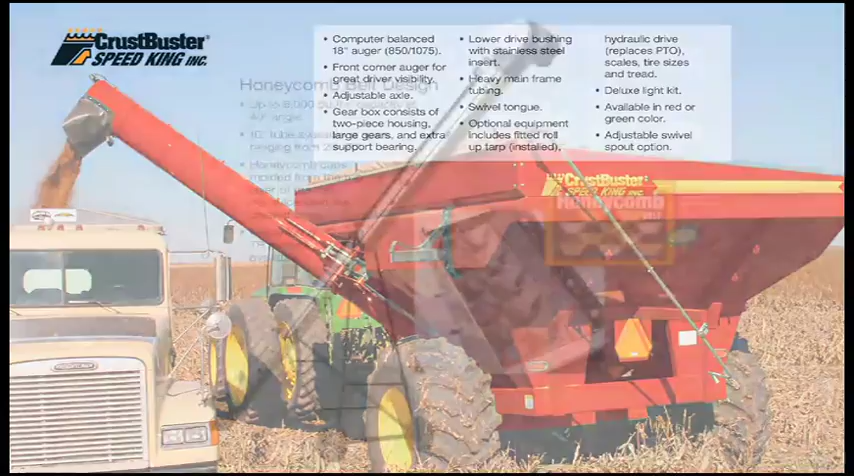 CrustBuster
SPEED KING INC.
• Computer balanced
18" auger (850/1075).
• Front corner auger for
great driver visibility.
• Adjustable axle.
• Gear box consists of
two-piece housing,
large gears, and extra
support bearing.
• Lower drive bushing
with stainless steel
insert.
• Heavy main frame
tubing.
• Swivel tongue.
• Optional equipment
includes fitted roll
up tarp (installed),
hydraulic drive
(replaces PTO),
scales, tire sizes
and tread.
• Deluxe light kit.
• Available in red or
green color.
• Adjustable swivel
spout option.
Honeycomb Belt Design
CrustBuster
SPEED KING INC.
Honeycomb